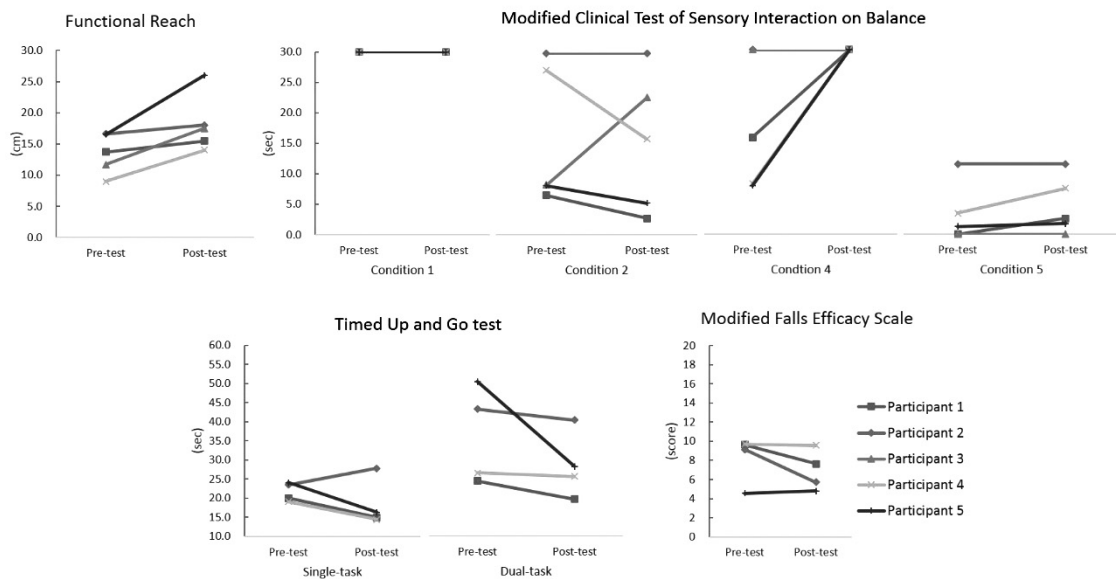 Functional Reach
30.0
25.0
20.0
15.0
10.0
5.0
0.0
(cm)
Pre-test Post-test
Modified Clinical Test of Sensory Interaction on Balance
30.0
25.0
20.0
15.0
10.0
5.0
0.0
(sec)
Pre-test Post-test Pre-test Post-test Pre-test Post-test Pre-test Post-test
Condition 1 Condition 2 Condtion 4 Condition 5
Timed Up and Go test
60.0
55.0
50.0
45.0
40.0
35.0
30.0
25.0
20.0
15.0
10.0
(sec)
Pre-test Post-test Pre-test Post-test
Single-task Dual-task
Modified Falls Efficacy Scale
20
18
16
14
12
10
8
6
4
2
0
(score)
Pre-test Post-test
Participant 1
Participant 2
Participant 3
Participant 4
Participant 5